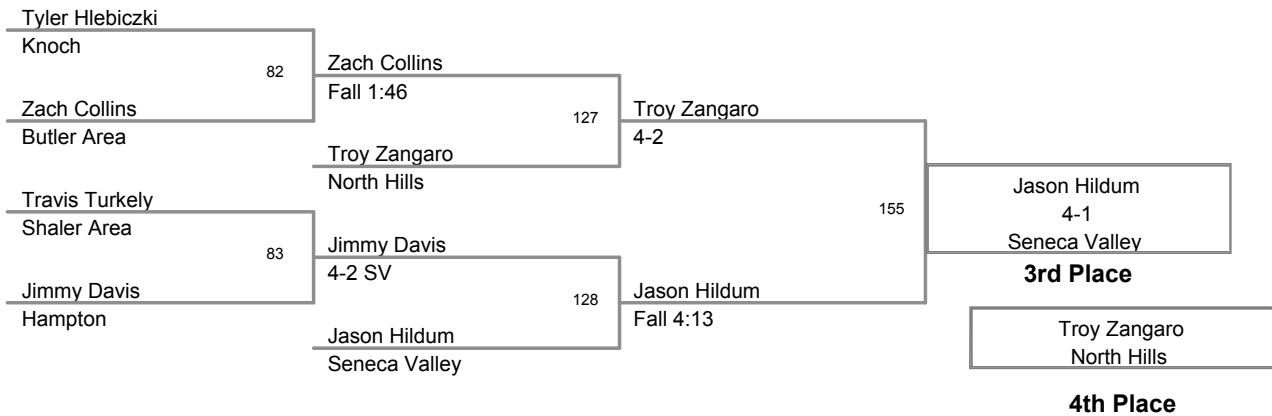 Tyler Hlebiczki
Knoch
82
Zach Collins
Butler Area
Zach Collins
Fall 1:46
127
Troy Zangaro
North Hills
Troy Zangaro
4-2
Travis Turkely
Shaler Area
83
Jimmy Davis
Hampton
Jimmy Davis
4-2 SV
128
Jason Hildum
Seneca Valley
Jason Hildum
Fall 4:13
155
Jason Hildum
4-1
Seneca Valley
3rd Place
Troy Zangaro
North Hills
4th Place